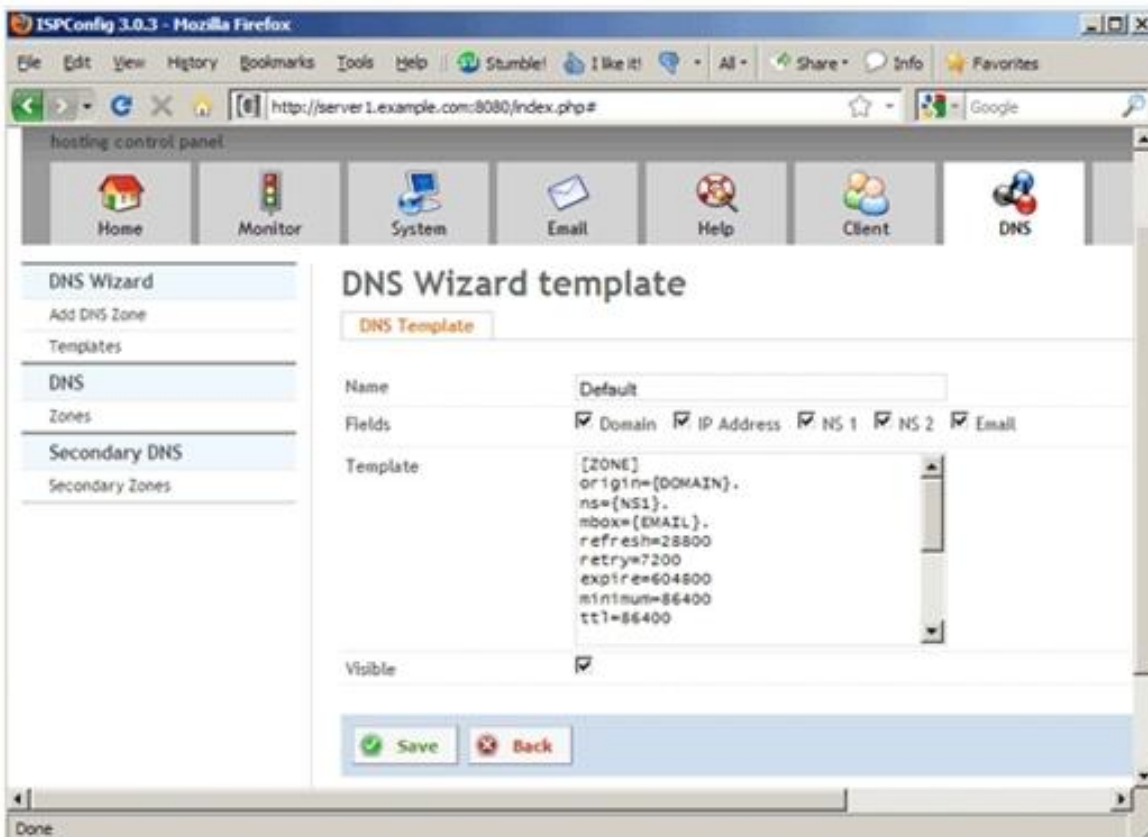 ISPConfig 3.0.3 - Mozilla Firefox
File Edit View History Bookmarks Tools Help Stumble! I like it! All Share Info Favorites
http://server1.example.com:8080/index.php# Google
hosting control panel
Home Monitor System Email Help Client DNS
DNS Wizard
Add DNS Zone
Templates
DNS
Zones
Secondary DNS
Secondary Zones
DNS Wizard template
DNS Template
Name Default
Fields Domain IP Address NS 1 NS 2 Email
Template [ZONE]
origin={DOMAIN}.
ns={NS1}.
mbox={EMAIL}.
refresh=28800
retry=7200
expire=604800
minimum=86400
ttl=86400
Visible
Save Back
Done